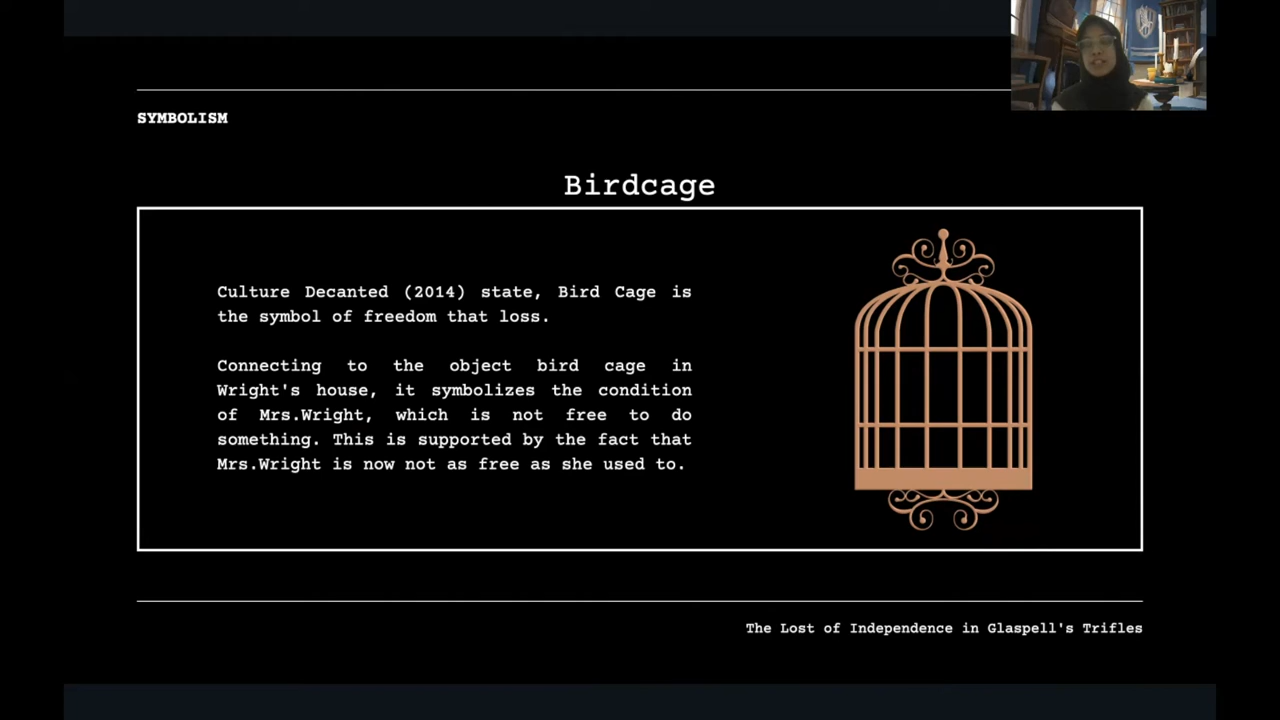 SYMBOLISM
Birdcage
Culture Decanted (2014) state, Bird Cage is
the symbol of freedom that loss.
Connecting to the object bird cage in
Wright's house, it symbolizes the condition
of Mrs.Wright, which is not free to do
something. This is supported by the fact that
Mrs.Wright is now not as free as she used to.
The Lost of Independence in Glaspell's Trifles